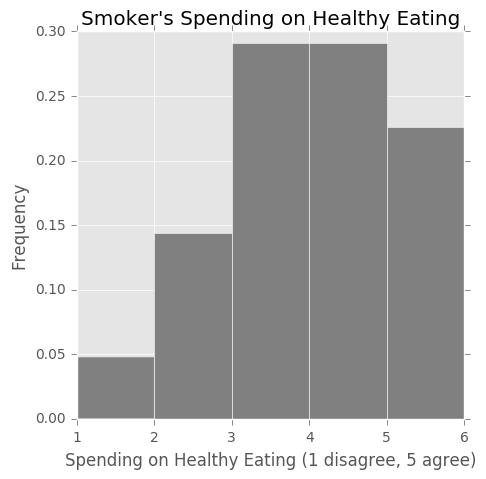 Smoker's Spending on Healthy Eating
0.30
0.25
0.20
0.15
0.10
0.05
0.00
Frequency
1 2 3 4 5 6
Spending on Healthy Eating (1 disagree, 5 agree)